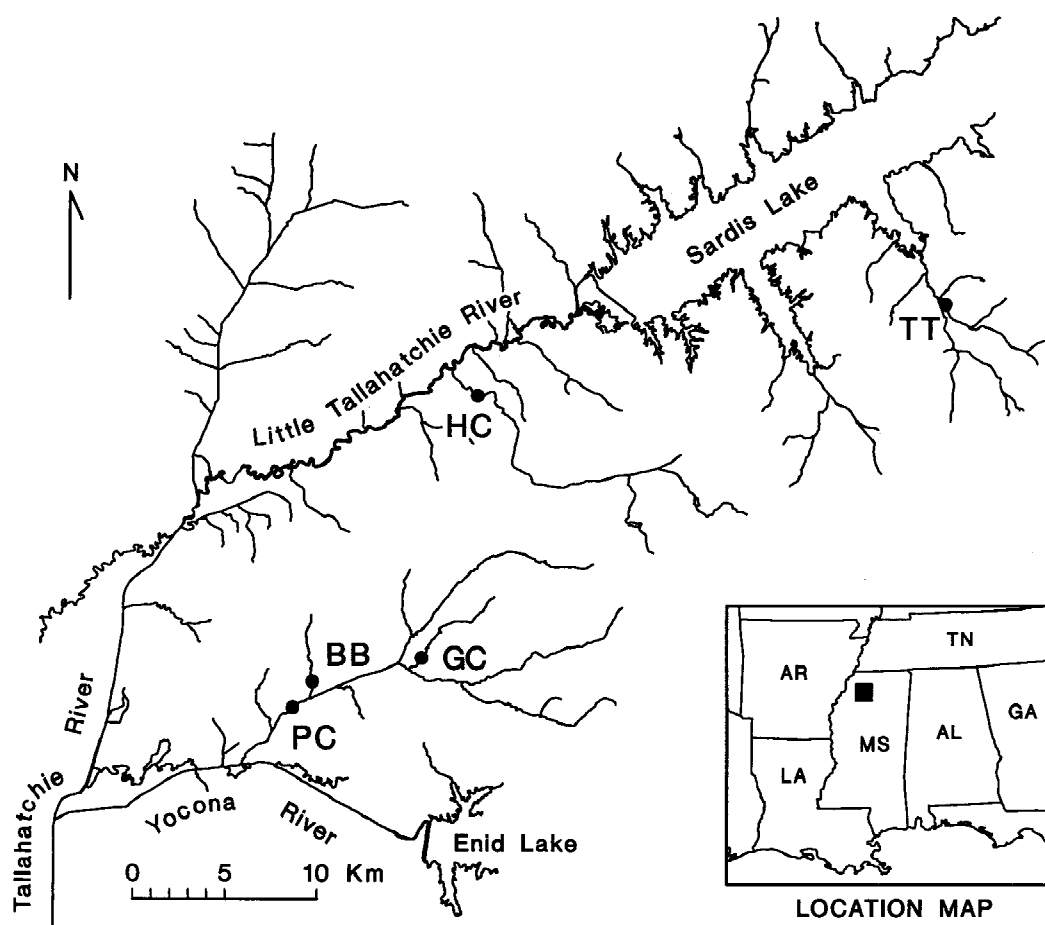 N
Sardis Lake
TT
Little Tallahatchie River
HC
BB
GC
PC
Tallahatchie River
Yocona River
Enid Lake
0 5 10 Km
TN
AR
MS
AL
GA
LA
LOCATION MAP